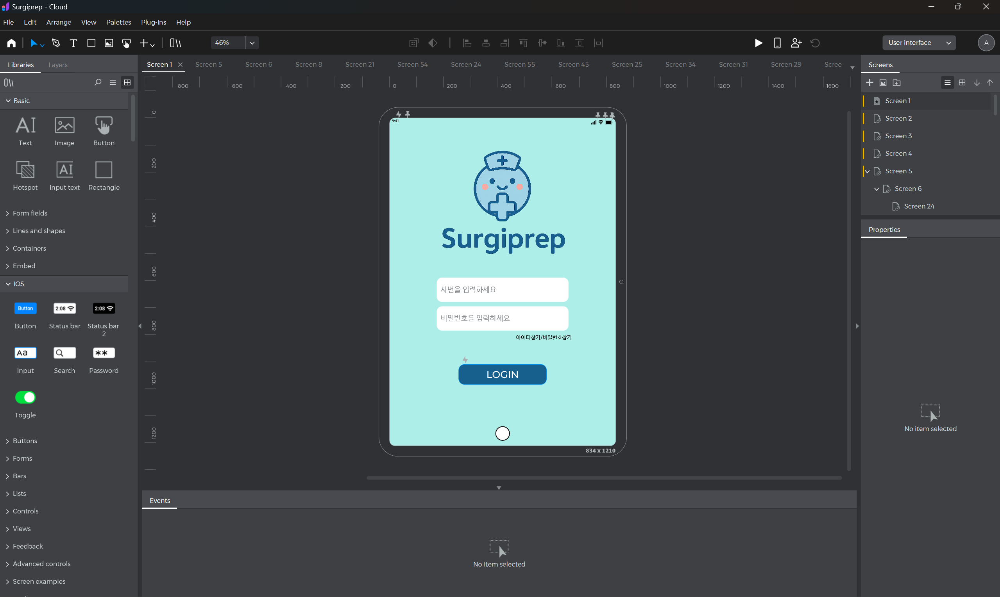 Surgiprep - Cloud
File Edit Arrange View Palettes Plug-ins Help
46%
User interface
A
Libraries Layers
Screen 1 Screen 5 Screen 6 Screen 8 Screen 21 Screen 54 Screen 24 Screen 55 Screen 45 Screen 25 Screen 34 Screen 31 Screen 29 Scree
Screens
-800 -600 -400 -200 0 200 400 600 800 1000 1200 1400 1600
Basic
AI AI
Text Image Button
Hotspot Input text Rectangle
Form fields
Lines and shapes
Containers
Embed
IOS
Button 2:08 2:08
Button Status bar Status bar 2
Aa **
Input Search Password
Toggle
Buttons
Forms
Bars
Lists
Controls
Views
Feedback
Advanced controls
Screen examples
0
200
400
600
800
1000
1200
9:41
Surgiprep
사번을 입력하세요
비밀번호를 입력하세요
아이디찾기/비밀번호찾기
LOGIN
834 x 1210
Events
No item selected
Screen 1
Screen 2
Screen 3
Screen 4
Screen 5
Screen 6
Screen 24
Properties
No item selected